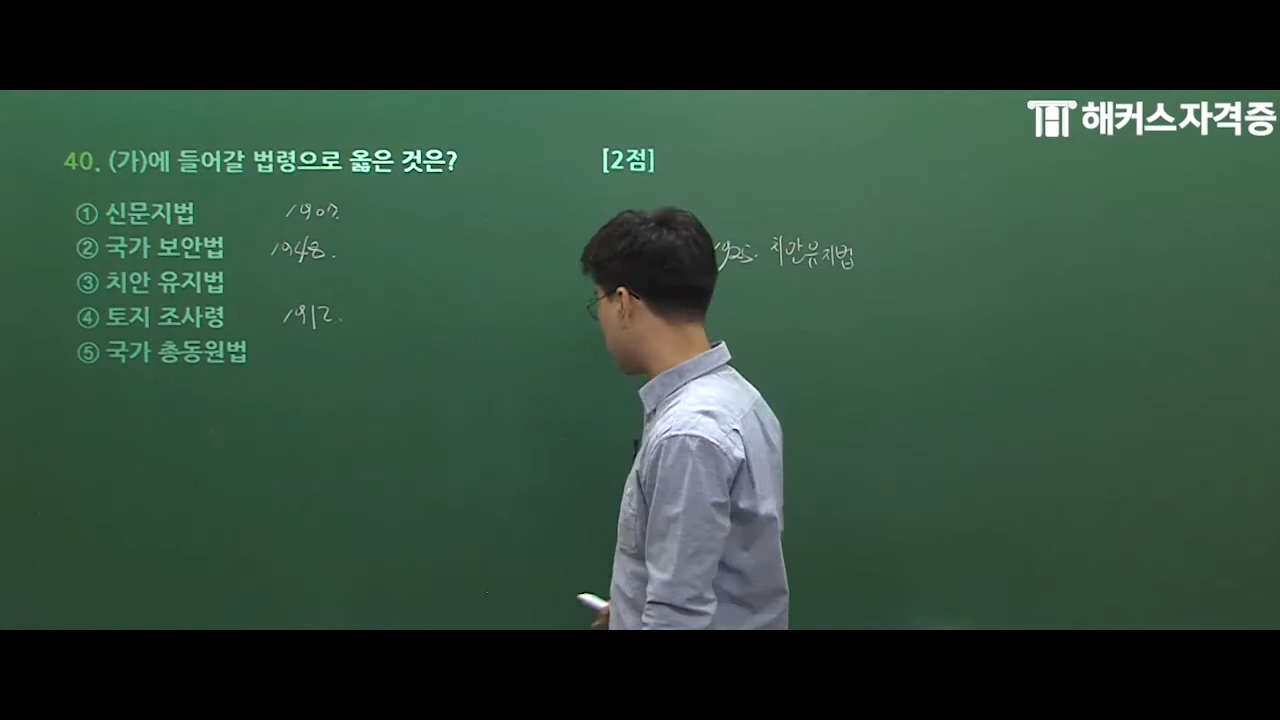 해커스자격증
40. (가)에 들어갈 법령으로 옳은 것은? [2점]
① 신문지법 1907.
② 국가 보안법 1948.
③ 치안 유지법
④ 토지 조사령 1912.
⑤ 국가 총동원법
1925. 치안유지법